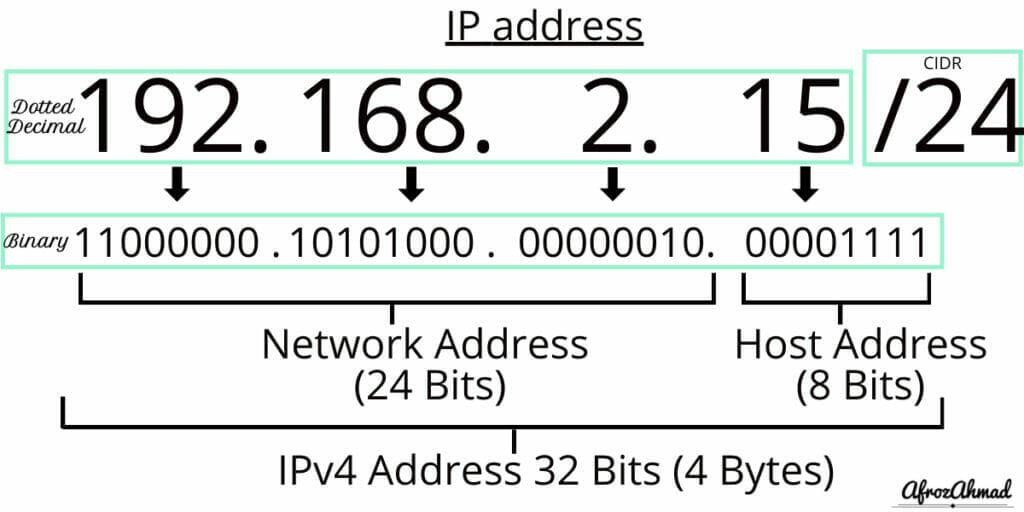 IP address
CIDR
Dotted
Decimal
192. 168. 2. 15 /24
Binary 11000000 . 10101000 . 00000010. 00001111
Network Address
(24 Bits)
Host Address
(8 Bits)
IPv4 Address 32 Bits (4 Bytes)
AfrozAhmad